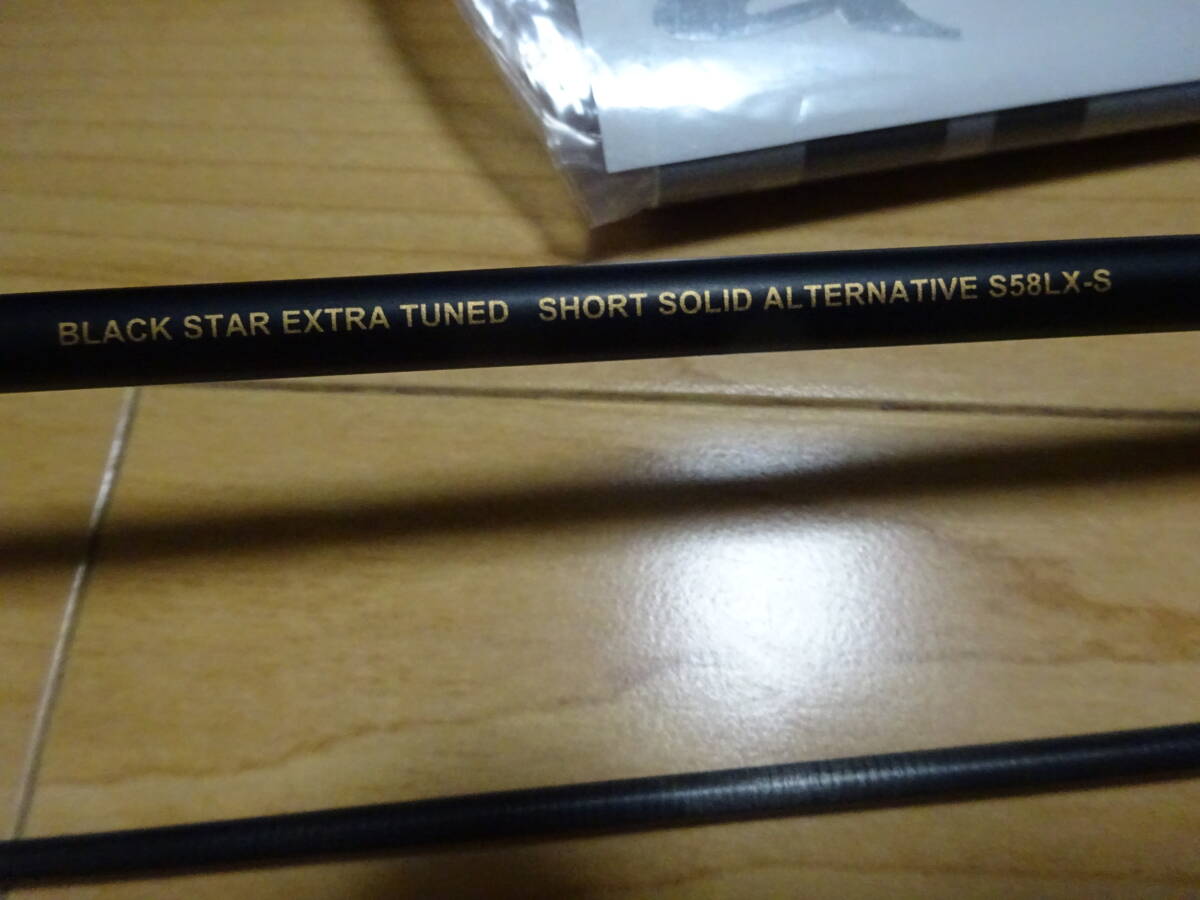 BLACK STAR EXTRA TUNED SHORT SOLID ALTERNATIVE S58LX-S